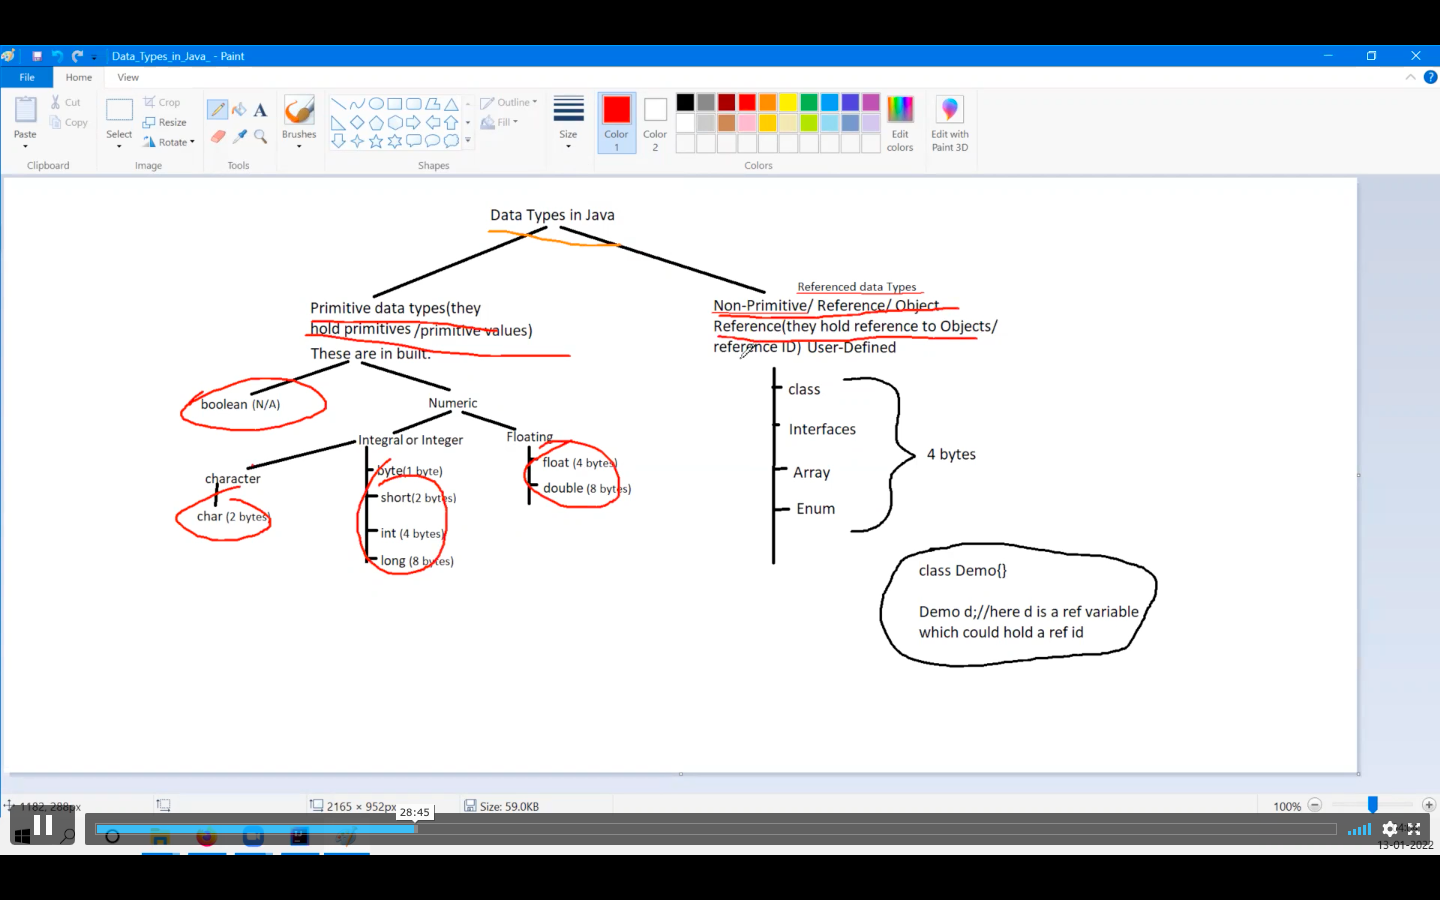 Data_Types_in_Java_ - Paint
File Home View
Paste
Cut
Copy
Clipboard
Select
Crop
Resize
Rotate
Image
A
Tools
Brushes
Shapes
Outline
Fill
Size
Color
1
Color
2
Edit
colors
Colors
Edit with
Paint 3D
Data Types in Java
Primitive data types(they
hold primitives /primitive values)
These are in built.
boolean (N/A)
Numeric
Integral or Integer
Floating
character
char (2 bytes)
byte(1 byte)
short(2 bytes)
int (4 bytes)
long (8 bytes)
float (4 bytes)
double (8 bytes)
Referenced data Types
Non-Primitive/ Reference/ Object
Reference(they hold reference to Objects/
reference ID) User-Defined
class
Interfaces
Array
Enum
4 bytes
class Demo{}
Demo d;//here d is a ref variable
which could hold a ref id
1182, 288px
2165 × 952px
Size: 59.0KB
100%
28:45
13-01-2022